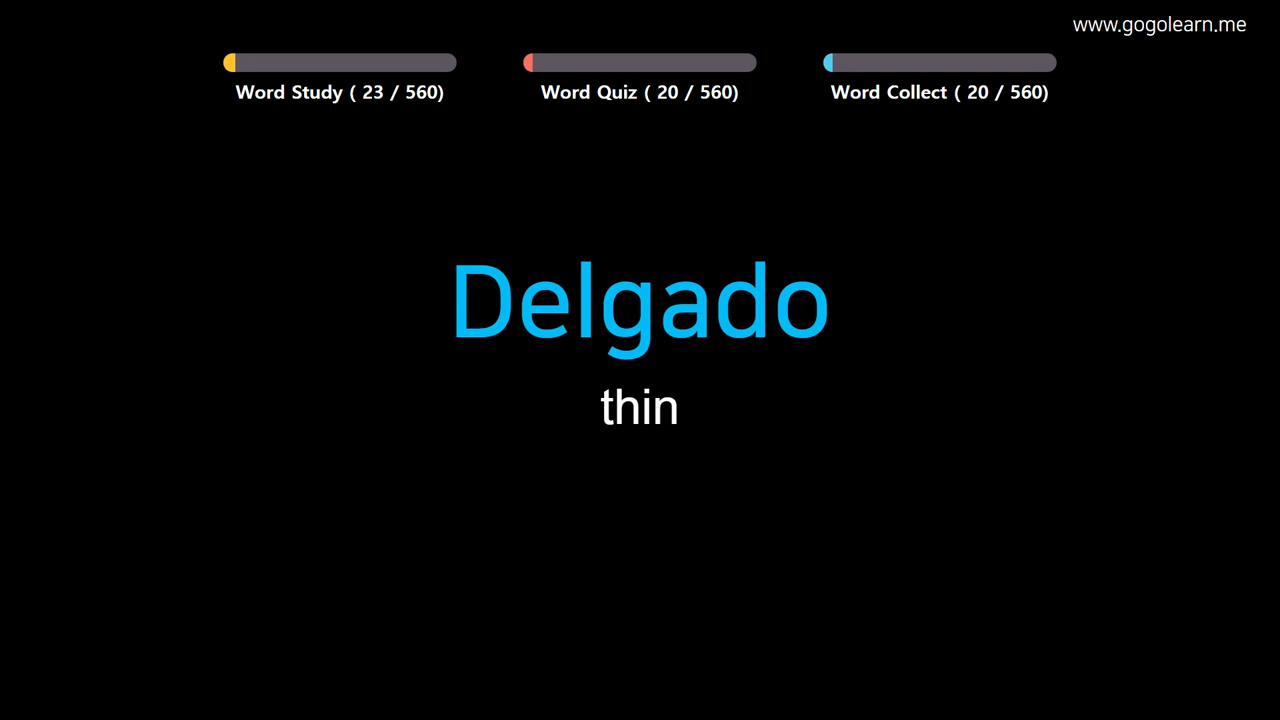 www.gogolearn.me
Word Study ( 23 / 560)
Word Quiz ( 20 / 560)
Word Collect ( 20 / 560)
Delgado
thin